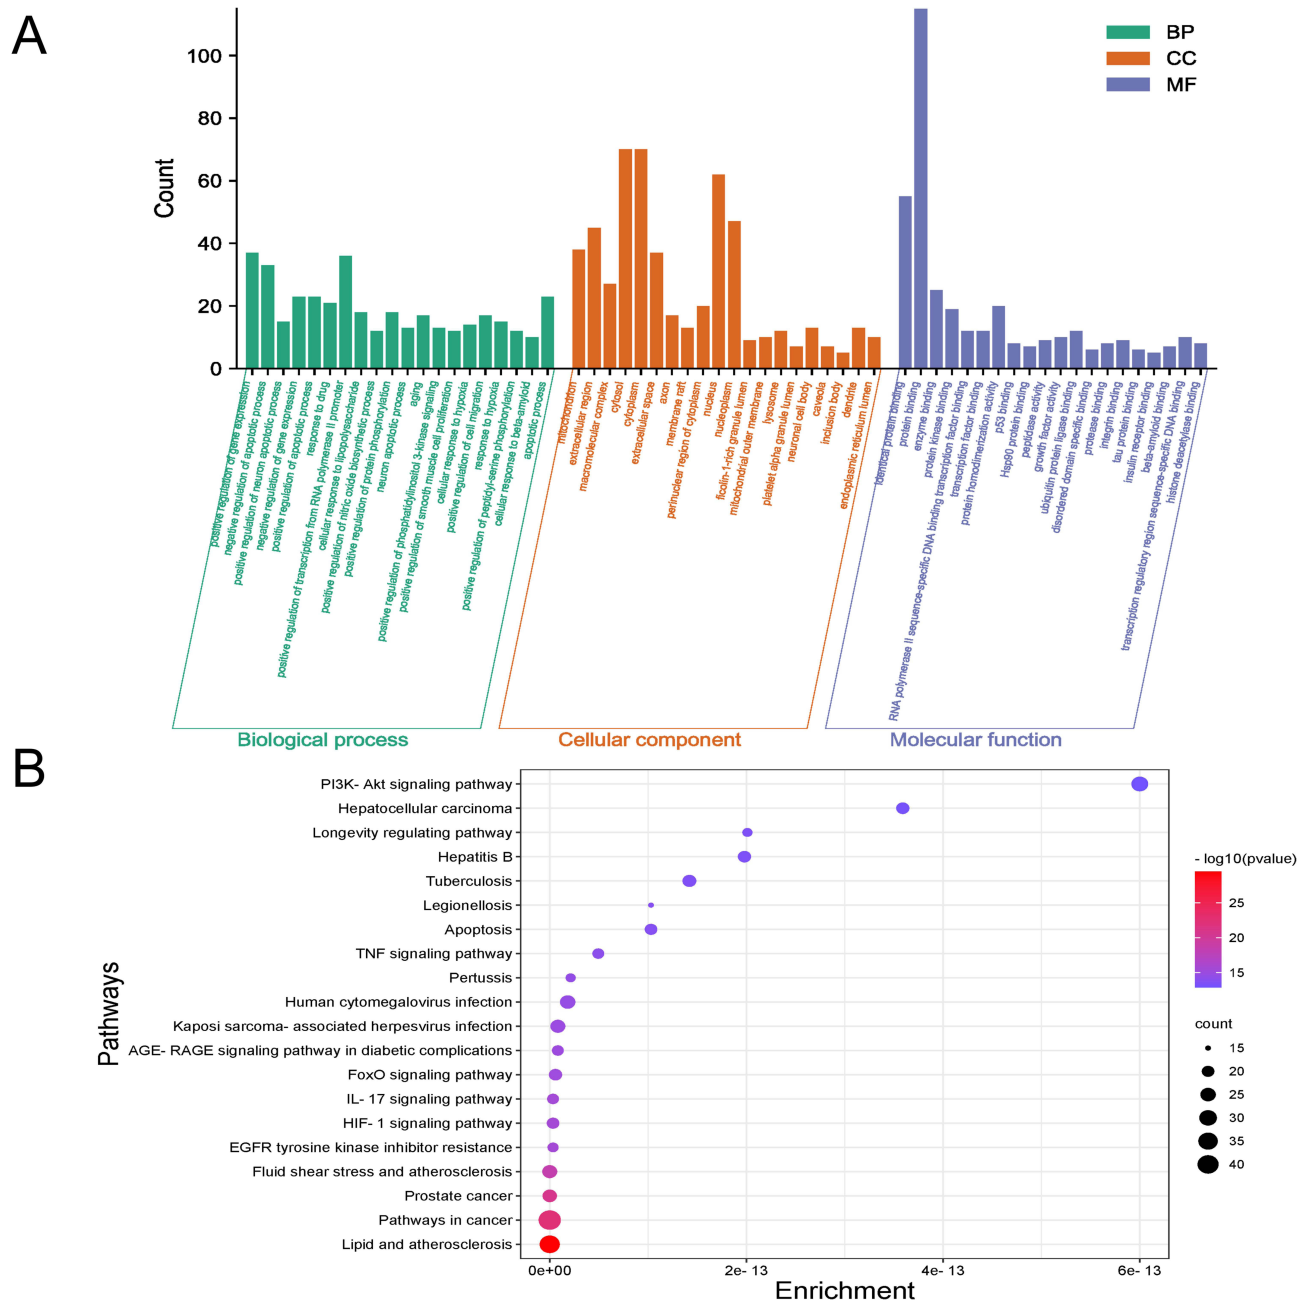 A
BP
CC
MF
Count
100
80
60
40
20
0
positive regulation of gene expression
negative regulation of apoptotic process
positive regulation of neuron apoptotic process
negative regulation of gene expression
positive regulation of apoptotic process
response to drug
positive regulation of transcription from RNA polymerase II promoter
cellular response to lipopolysaccharide
positive regulation of nitric oxide biosynthetic process
positive regulation of protein phosphorylation
neuron apoptotic process
aging
positive regulation of phosphatidylinositol 3-kinase signaling
positive regulation of smooth muscle cell proliferation
cellular response to hypoxia
positive regulation of cell migration
response to hypoxia
positive regulation of peptidyl-serine phosphorylation
cellular response to beta-amyloid
apoptotic process
mitochondrion
extracellular region
macromolecular complex
cytosol
cytoplasm
extracellular space
axon
membrane raft
perinuclear region of cytoplasm
nucleus
nucleoplasm
ficolin-1-rich granule lumen
mitochondrial outer membrane
lysosome
platelet alpha granule lumen
neuronal cell body
caveola
inclusion body
dendrite
endoplasmic reticulum lumen
identical protein binding
protein binding
enzyme binding
protein kinase binding
RNA polymerase II sequence-specific DNA binding transcription factor binding
transcription factor binding
protein homodimerization activity
p53 binding
Hsp90 protein binding
peptidase activity
growth factor activity
ubiquitin protein ligase binding
disordered domain specific binding
protease binding
integrin binding
tau protein binding
insulin receptor binding
beta-amyloid binding
transcription regulatory region sequence-specific DNA binding
histone deacetylase binding
Biological process
Cellular component
Molecular function
B
Pathways
PI3K- Akt signaling pathway
Hepatocellular carcinoma
Longevity regulating pathway
Hepatitis B
Tuberculosis
Legionellosis
Apoptosis
TNF signaling pathway
Pertussis
Human cytomegalovirus infection
Kaposi sarcoma- associated herpesvirus infection
AGE- RAGE signaling pathway in diabetic complications
FoxO signaling pathway
IL- 17 signaling pathway
HIF- 1 signaling pathway
EGFR tyrosine kinase inhibitor resistance
Fluid shear stress and atherosclerosis
Prostate cancer
Pathways in cancer
Lipid and atherosclerosis
0e+00
2e- 13
4e- 13
6e- 13
Enrichment
- log10(pvalue)
25
20
15
count
15
20
25
30
35
40